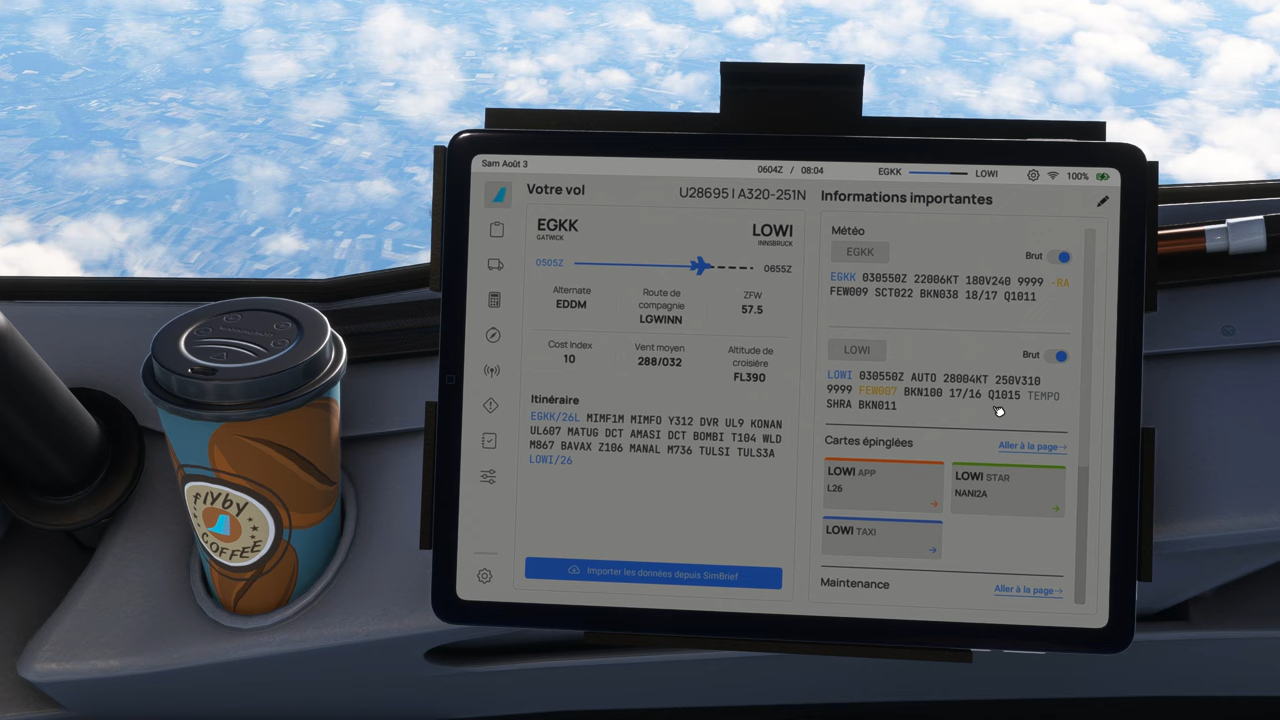 Sam Août 3
0604Z / 08:04
EGKK LOWI
100%
Votre vol
U28695 | A320-251N
EGKK
GATWICK
LOWI
INNSBRUCK
0505Z
0655Z
Alternate
EDDM
Route de compagnie
LGWINN
ZFW
57.5
Cost Index
10
Vent moyen
288/032
Altitude de croisière
FL390
Itinéraire
EGKK/26L MIMF1M MIMFO Y312 DVR UL9 KONAN
UL607 MATUG DCT AMASI DCT BOMBI T104 WLD
M867 BAVAX Z106 MANAL M736 TULSI TULS3A
LOWI/26
Importer les données depuis SimBrief
Informations importantes
Météo
EGKK
Brut
EGKK 030550Z 22006KT 180V240 9999 -RA
FEW009 SCT022 BKN038 18/17 Q1011
LOWI
Brut
LOWI 030550Z AUTO 28004KT 250V310
9999 FEW007 BKN100 17/16 Q1015 TEMPO
SHRA BKN011
Cartes épinglées
Aller à la page
LOWI APP
L26
LOWI STAR
NANI2A
LOWI TAXI
Maintenance
Aller à la page
flyby
COFFEE